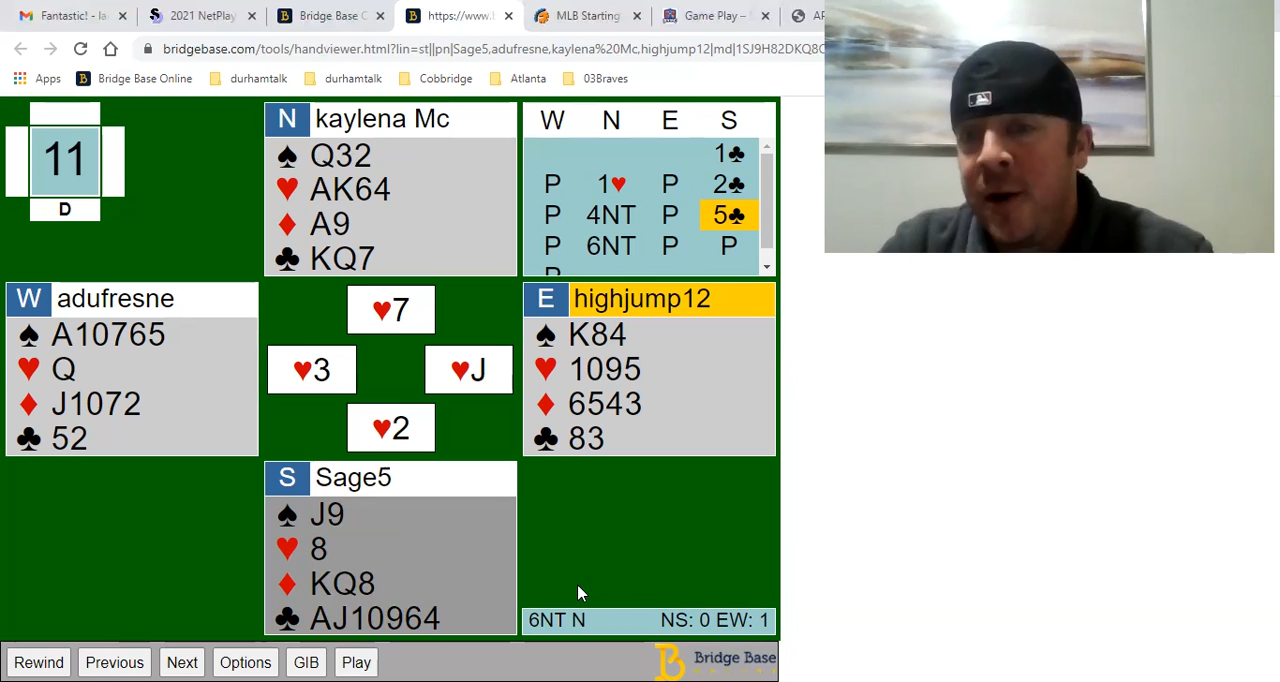 Fantastic! - la
2021 NetPlay
Bridge Base C
https://www.b
MLB Starting
Game Play –
AP
bridgebase.com/tools/handviewer.html?lin=st||pn|Sage5,adufresne,kaylena%20Mc,highjump12|md|1SJ9H82DKQ8C
Apps
Bridge Base Online
durhamtalk
durhamtalk
Cobbridge
Atlanta
03Braves
11
D
N kaylena Mc
♠ Q32
♥ AK64
♦ A9
♣ KQ7
W N E S
1♣
P 1♥ P 2♣
P 4NT P 5♣
P 6NT P P
P
W adufresne
♠ A10765
♥ Q
♦ J1072
♣ 52
♥7
♥3
♥J
♥2
E highjump12
♠ K84
♥ 1095
♦ 6543
♣ 83
S Sage5
♠ J9
♥ 8
♦ KQ8
♣ AJ10964
6NT N NS: 0 EW: 1
Rewind
Previous
Next
Options
GIB
Play
Bridge Base